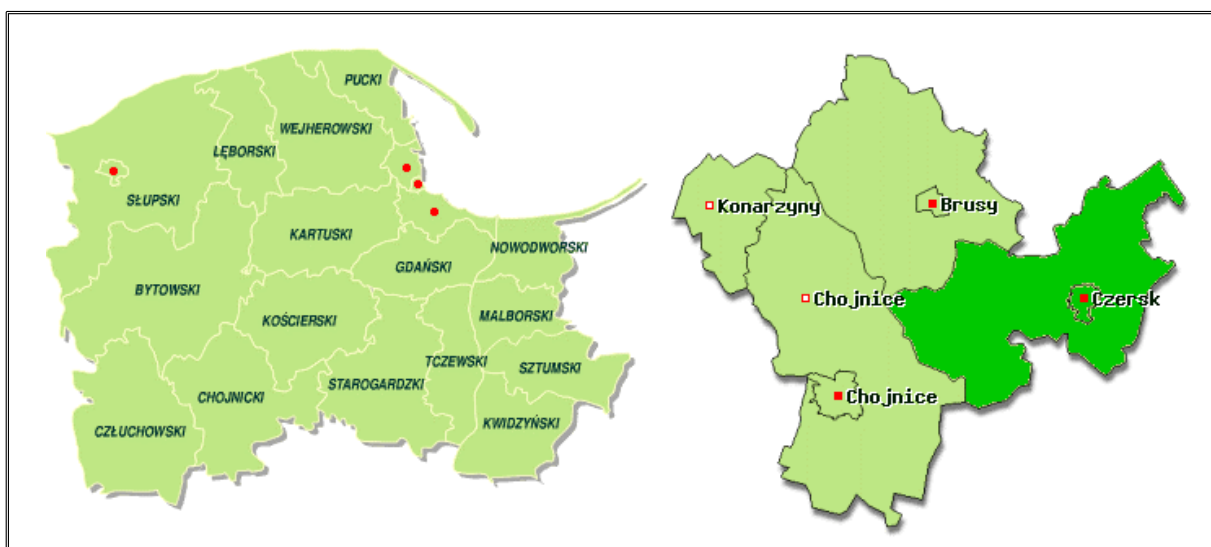 PUCKI
WEJHEROWSKI
LĘBORSKI
SŁUPSKI
KARTUSKI
NOWODWORSKI
GDAŃSKI
BYTOWSKI
KOŚCIERSKI
MALBORSKI
TCZEWSKI
SZTUMSKI
STAROGARDZKI
CHOJNICKI
KWIDZYŃSKI
CZŁUCHOWSKI
Konarzyny
Brusy
Chojnice
Czersk
Chojnice